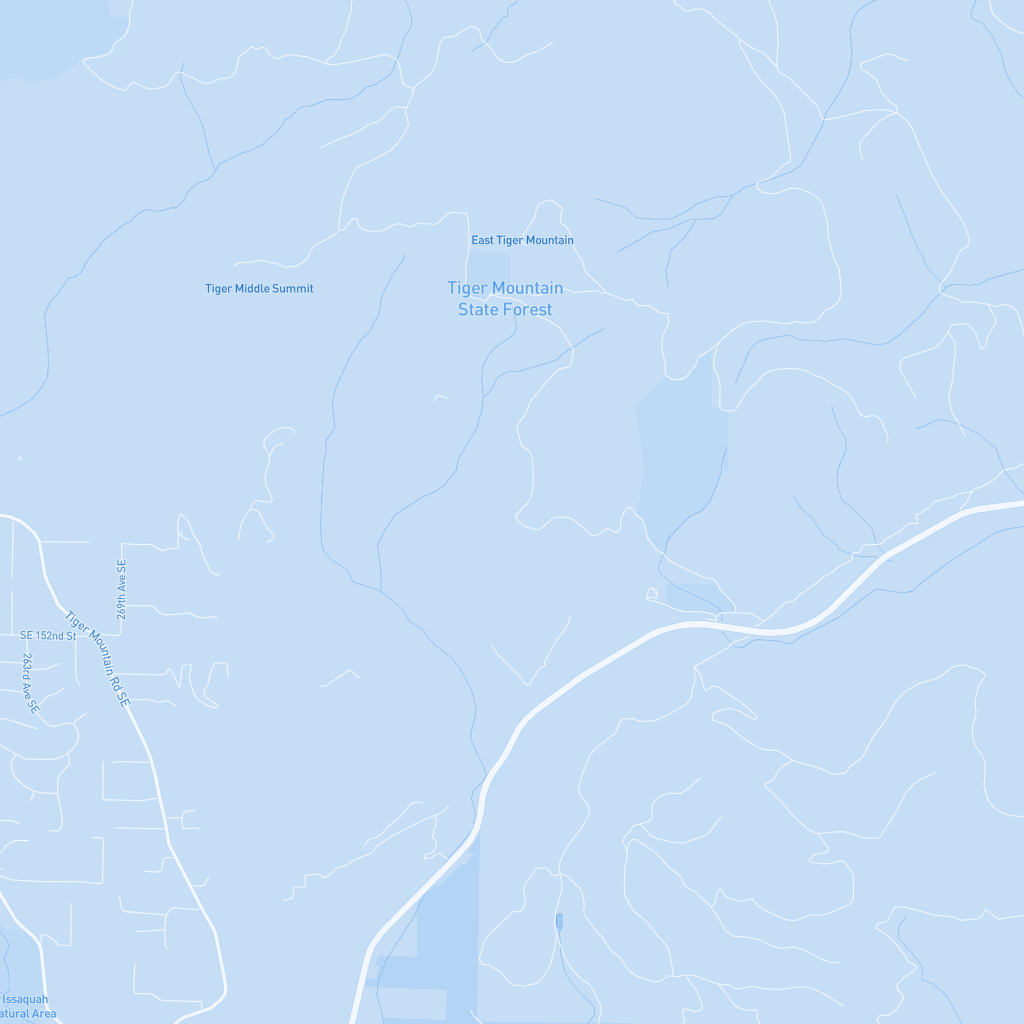 East Tiger Mountain
Tiger Middle Summit
Tiger Mountain
State Forest
269th Ave SE
Tiger Mountain Rd SE
SE 152nd St
263rd Ave SE
Issaquah
atural Area